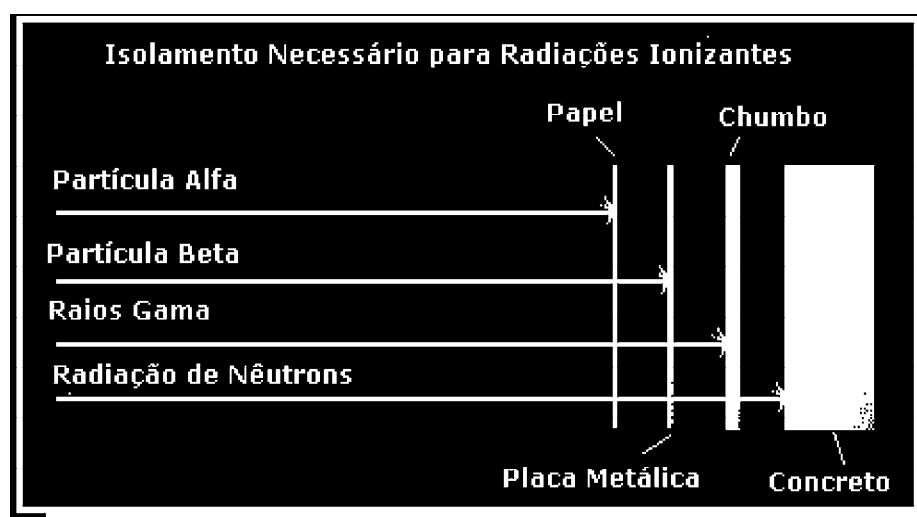 Isolamento Necessário para Radiações Ionizantes
Papel
Chumbo
Partícula Alfa
Partícula Beta
Raios Gama
Radiação de Nêutrons
Placa Metálica
Concreto